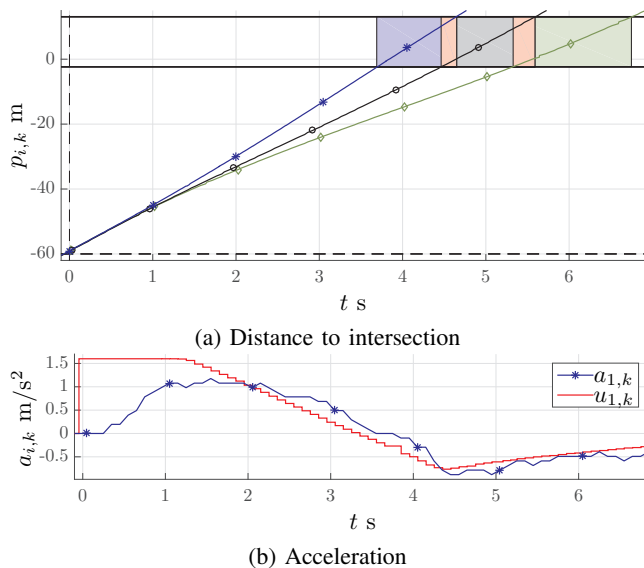 0
-20
-40
-60
p_{i,k} m
0 1 2 3 4 5 6
t s
(a) Distance to intersection
1.5
1
0.5
0
-0.5
a_{i,k} m/s^2
a_{1,k}
u_{1,k}
0 1 2 3 4 5 6
t s
(b) Acceleration